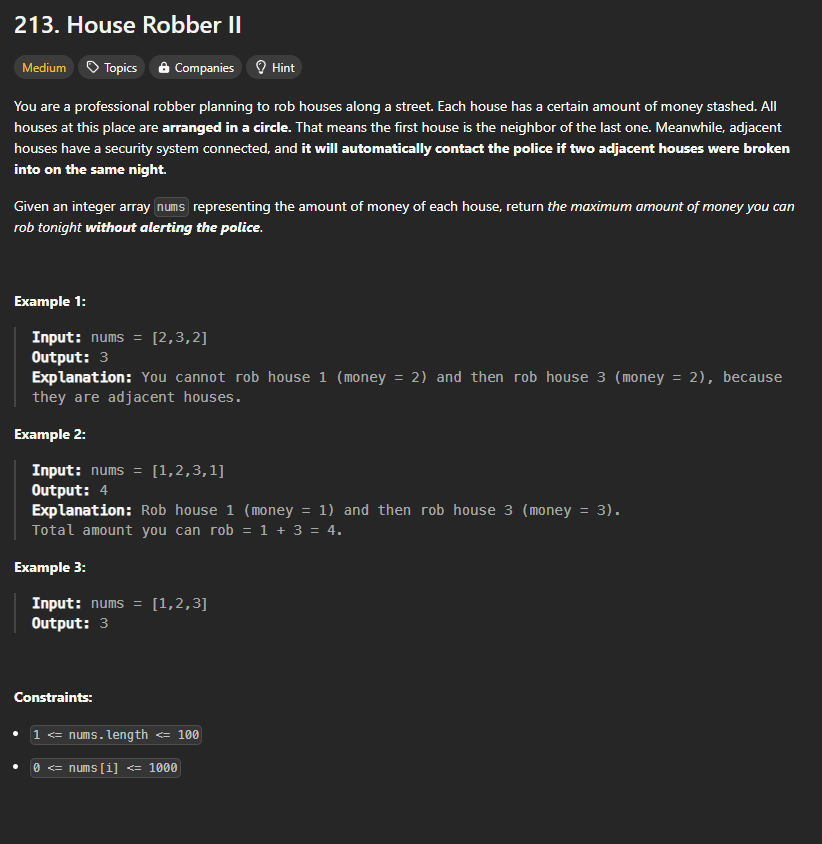 213. House Robber II
Medium Topics Companies Hint
You are a professional robber planning to rob houses along a street. Each house has a certain amount of money stashed. All
houses at this place are arranged in a circle. That means the first house is the neighbor of the last one. Meanwhile, adjacent
houses have a security system connected, and it will automatically contact the police if two adjacent houses were broken
into on the same night.
Given an integer array nums representing the amount of money of each house, return the maximum amount of money you can
rob tonight without alerting the police.
Example 1:
Input: nums = [2,3,2]
Output: 3
Explanation: You cannot rob house 1 (money = 2) and then rob house 3 (money = 2), because
they are adjacent houses.
Example 2:
Input: nums = [1,2,3,1]
Output: 4
Explanation: Rob house 1 (money = 1) and then rob house 3 (money = 3).
Total amount you can rob = 1 + 3 = 4.
Example 3:
Input: nums = [1,2,3]
Output: 3
Constraints:
• 1 <= nums.length <= 100
• 0 <= nums[i] <= 1000